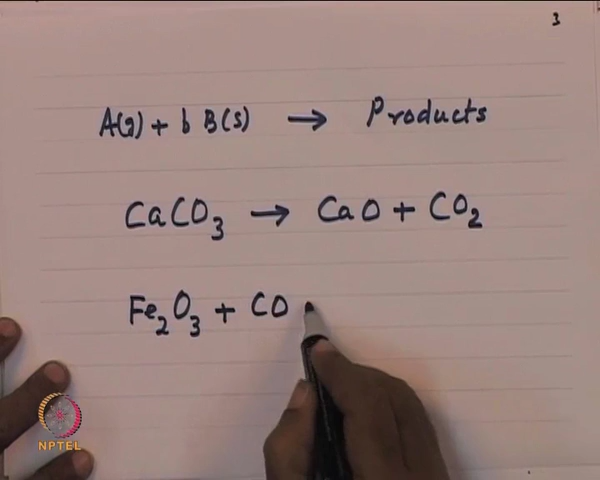 3
A(g) + b B(s) → Products
CaCO₃ → CaO + CO₂
Fe₂O₃ + CO
NPTEL